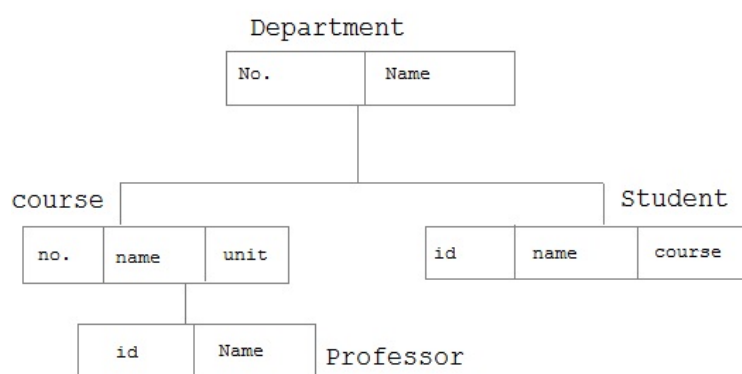 Department
No. Name
course
Student
no. name unit
id name course
id Name
Professor